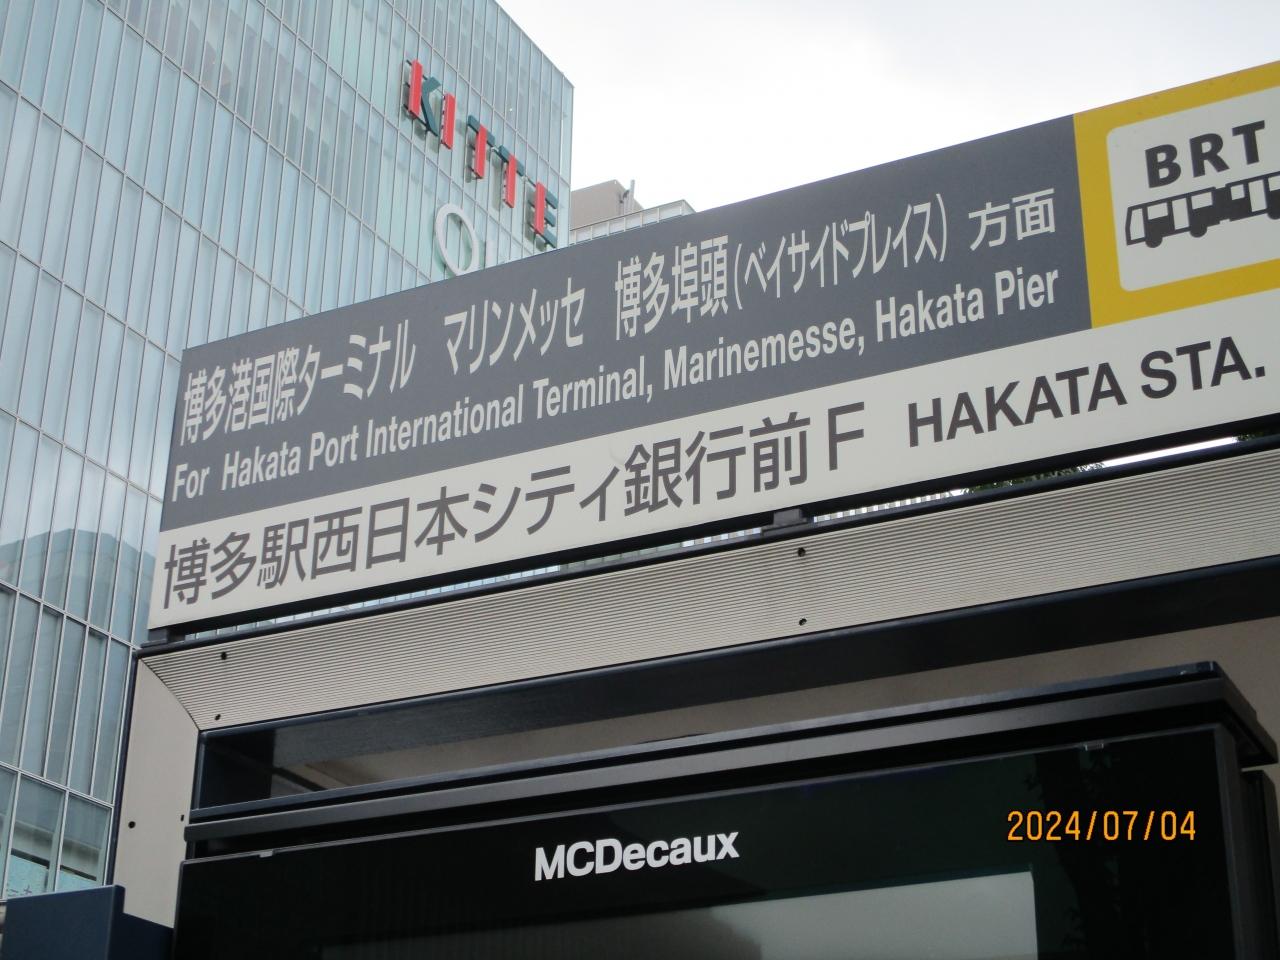 KITTE
博多港国際ターミナル マリンメッセ 博多埠頭(ベイサイドプレイス) 方面
For Hakata Port International Terminal, Marinemesse, Hakata Pier
BRT
博多駅西日本シティ銀行前F HAKATA STA.
MCDecaux
2024/07/04